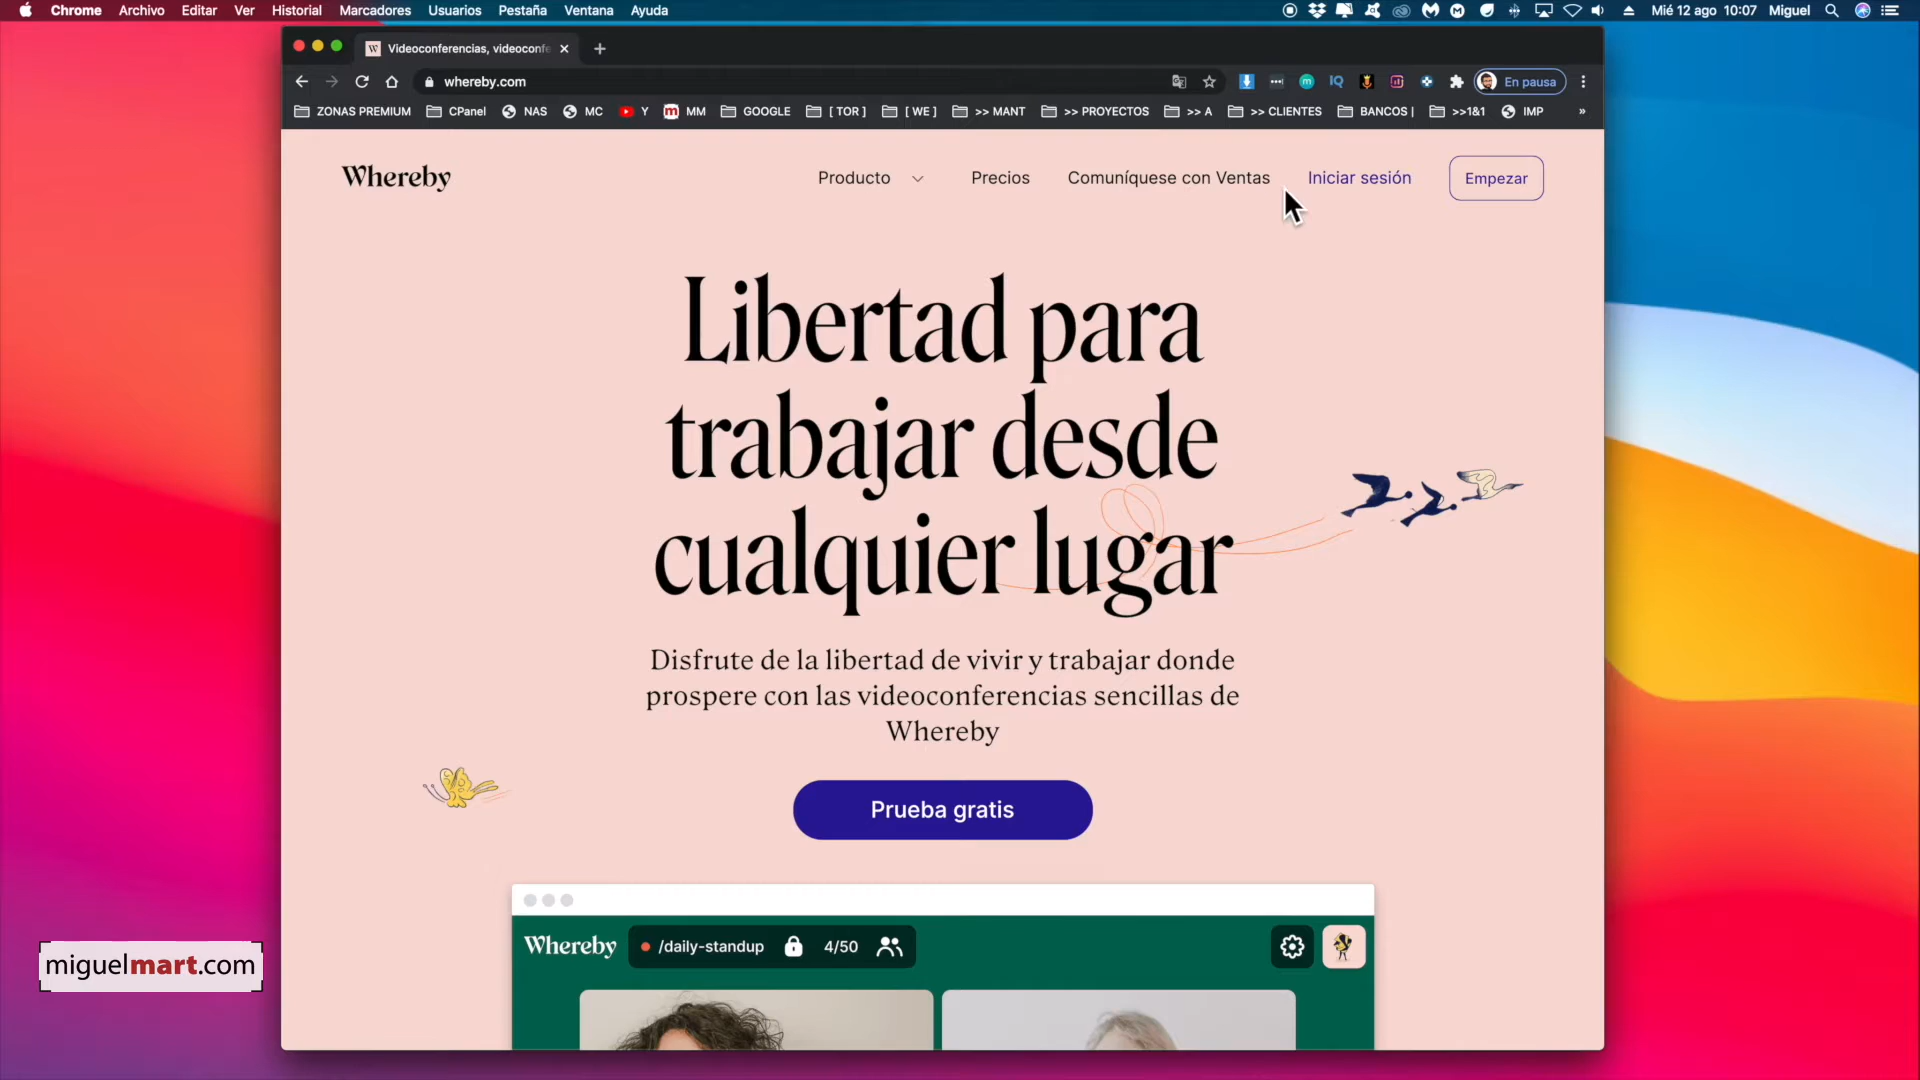 Chrome Archivo Editar Ver Historial Marcadores Usuarios Pestaña Ventana Ayuda Mié 12 ago 10:07 Miguel
Videoconferencias, videoconfe
whereby.com En pausa
ZONAS PREMIUM CPanel NAS MC Y MM GOOGLE [ TOR ] [ WE ] >> MANT >> PROYECTOS >> A >> CLIENTES BANCOS | >>1&1 IMP »
Whereby Producto Precios Comuníquese con Ventas Iniciar sesión Empezar
Libertad para
trabajar desde
cualquier lugar
Disfrute de la libertad de vivir y trabajar donde
prospere con las videoconferencias sencillas de
Whereby
Prueba gratis
Whereby /daily-standup 4/50
miguelmart.com